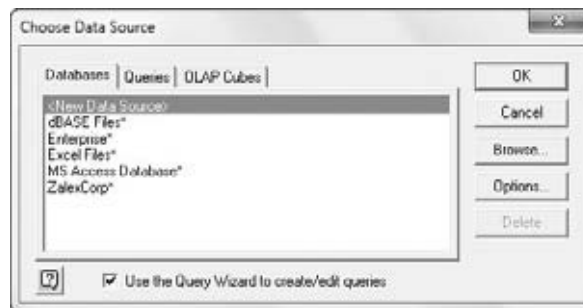 Choose Data Source
Databases Queries OLAP Cubes
<New Data Source>
dBASE Files*
Enterprise*
Excel Files*
MS Access Database*
ZalexCorp*
OK
Cancel
Browse...
Options...
Delete
Use the Query Wizard to create/edit queries